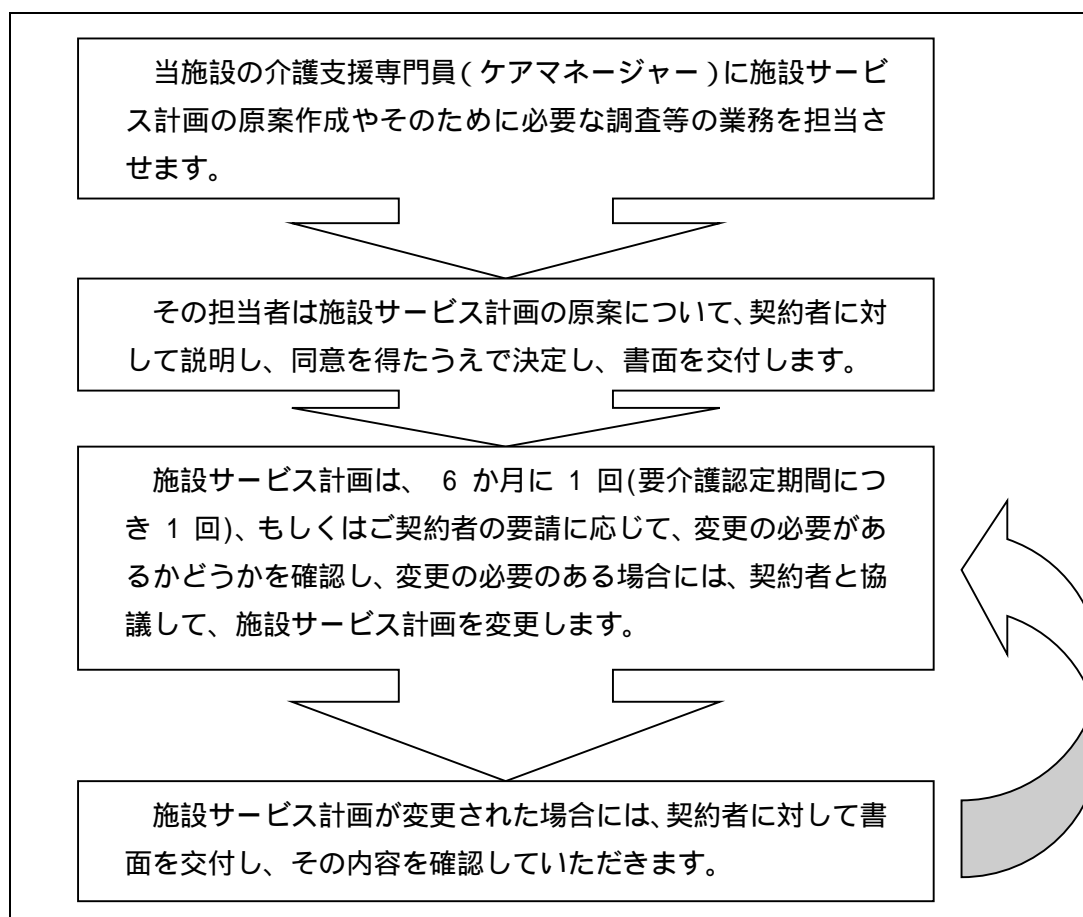 当施設の介護支援専門員(ケアマネージャー)に施設サービ
ス計画の原案作成やそのために必要な調査等の業務を担当さ
せます。
その担当者は施設サービス計画の原案について、契約者に対
して説明し、同意を得たうえで決定し、書面を交付します。
施設サービス計画は、 6 か月に 1 回(要介護認定期間につ
き 1 回)、もしくはご契約者の要請に応じて、変更の必要があ
るかどうかを確認し、変更の必要のある場合には、契約者と協
議して、施設サービス計画を変更します。
施設サービス計画が変更された場合には、契約者に対して書
面を交付し、その内容を確認していただきます。